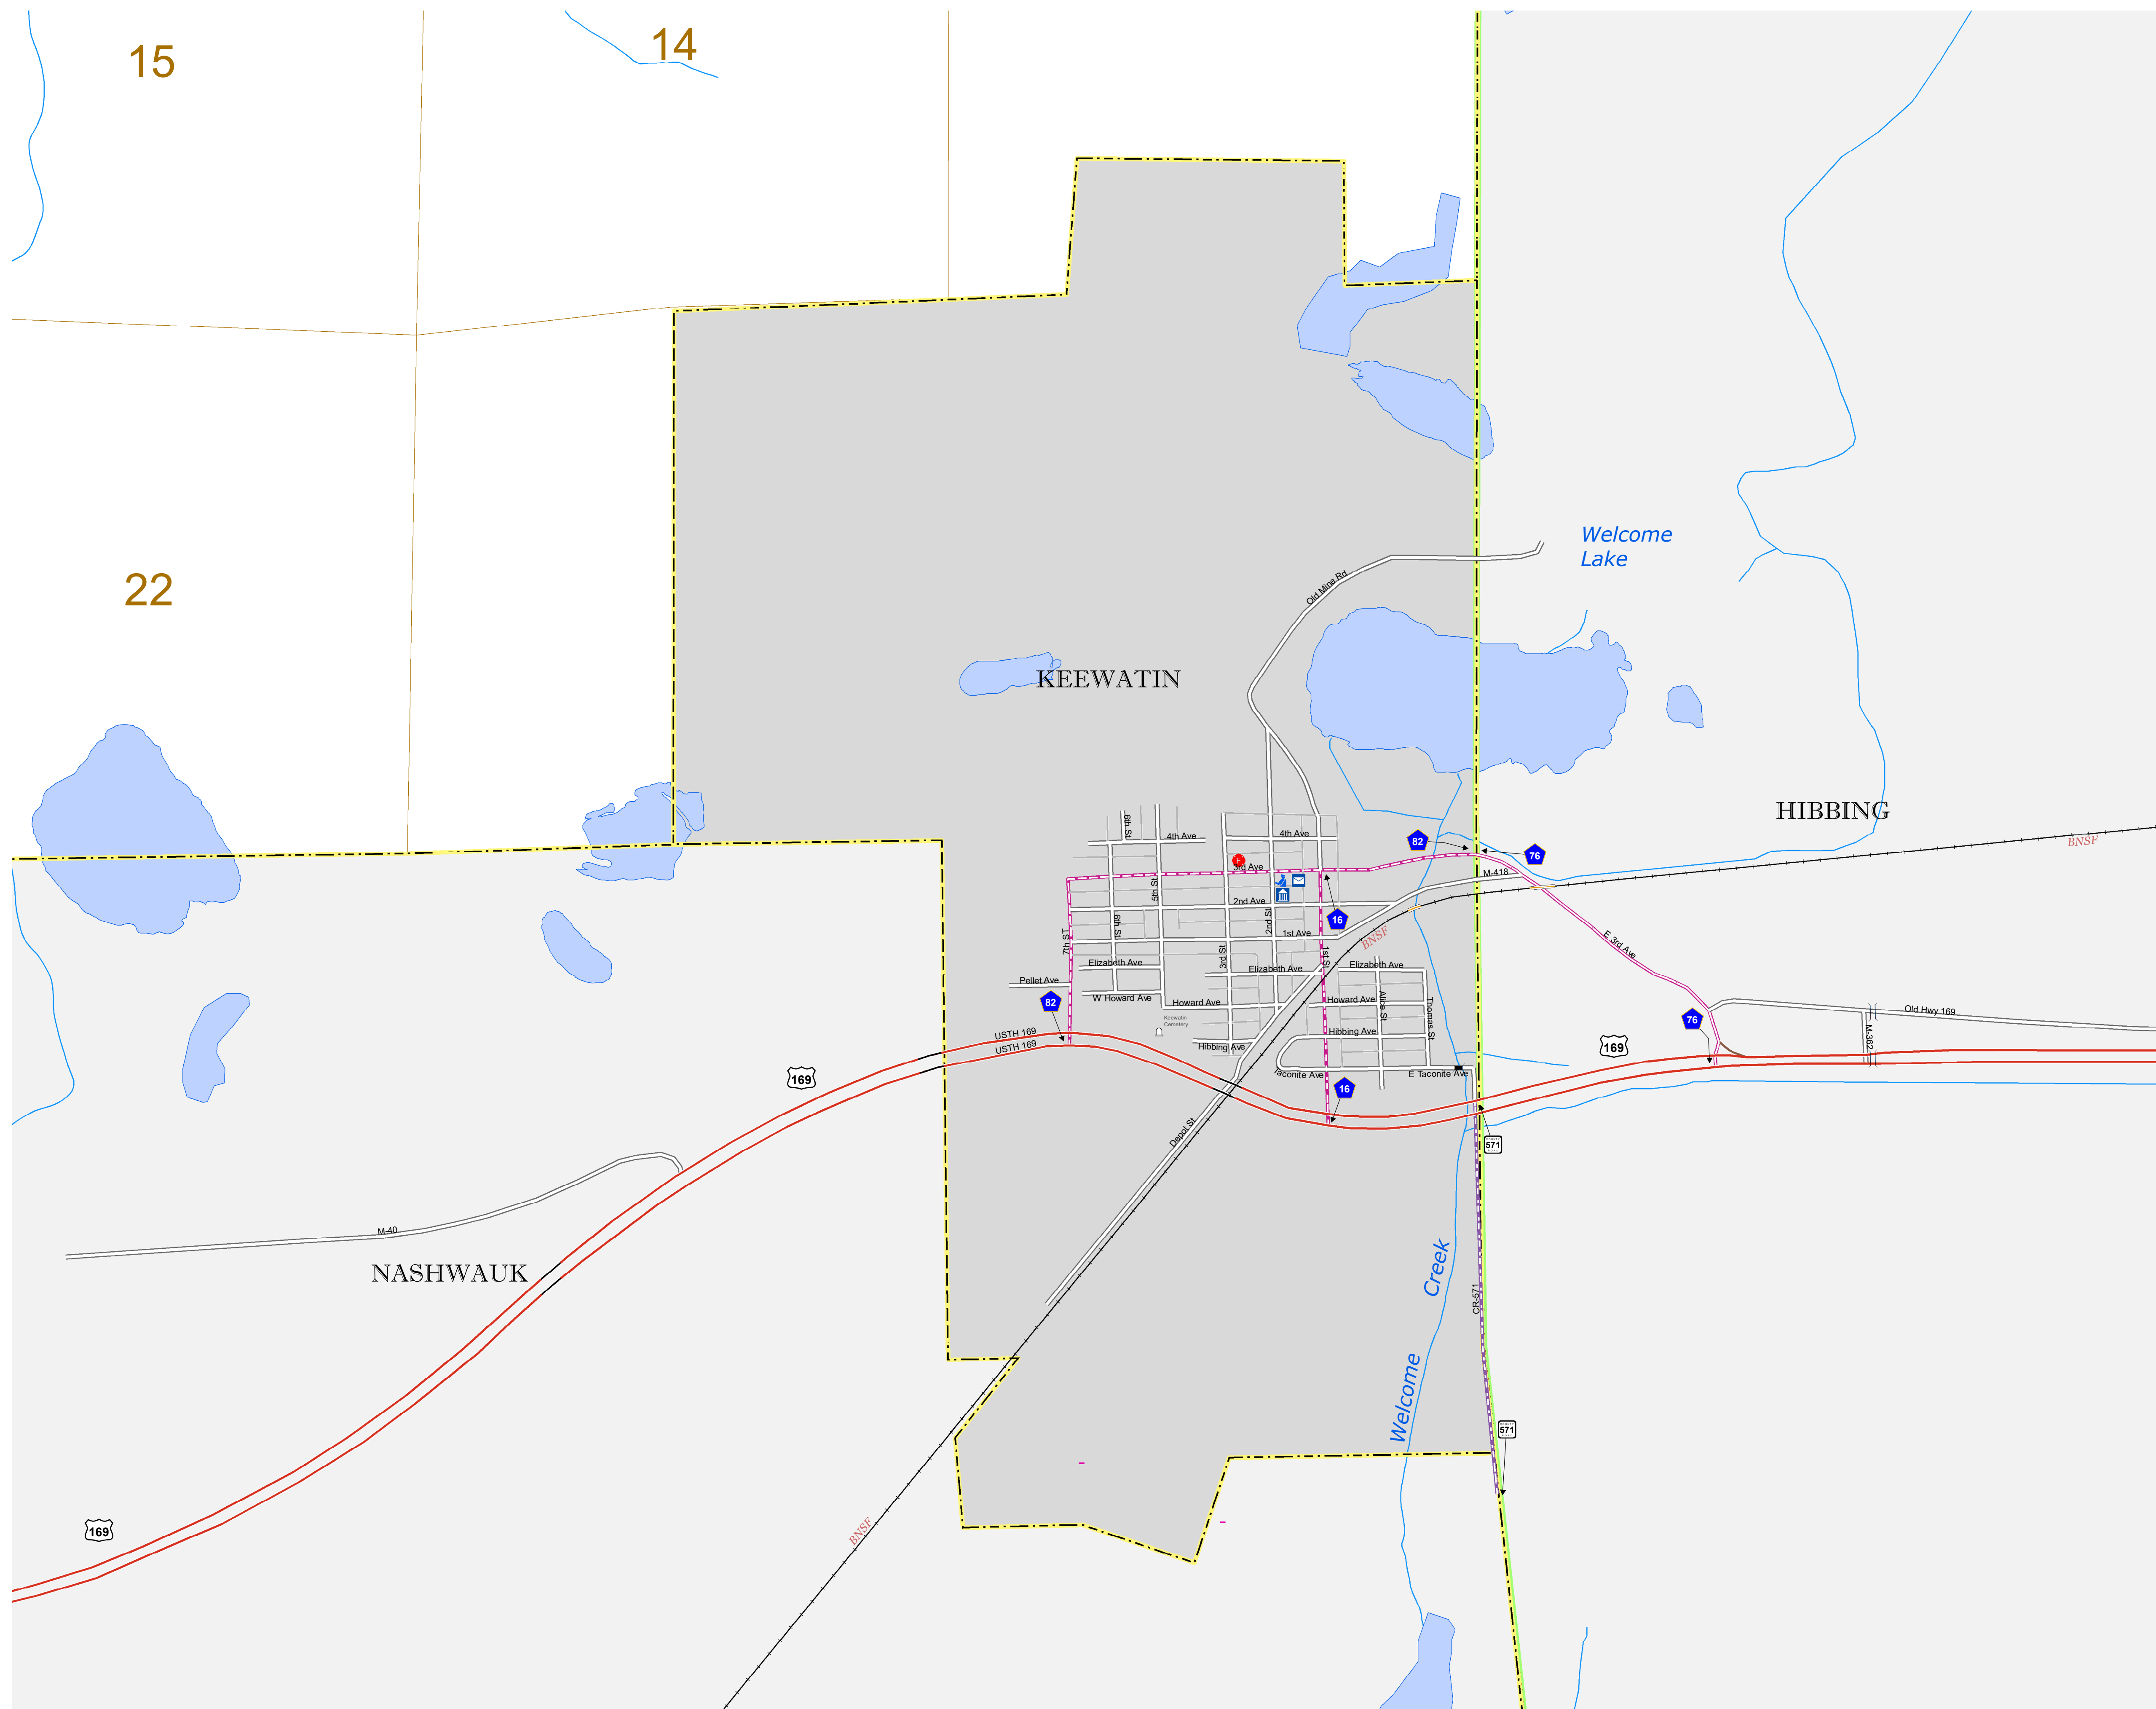 15
14
22
Welcome
Lake
Old Mine Rd
KEEWATIN
HIBBING
BNSF
6th St
4th Ave
4th Ave
82
76
F
3rd Ave
M-418
5th St
2nd Ave
16
6th St
2nd St
1st Ave
7th ST
3rd St
1st St
BNSF
E 3rd Ave
Elizabeth Ave
Elizabeth Ave
Elizabeth Ave
Pellet Ave
W Howard Ave
Howard Ave
Howard Ave
Aline St
Thomas St
82
Keewatin
Cemetery
76
Old Hwy 169
M-362
USTH 169
USTH 169
Hibbing Ave
Hibbing Ave
169
169
Taconite Ave
E Taconite Ave
16
Depot St
571
M-40
NASHWAUK
Welcome Creek
CR-571
571
169
BNSF